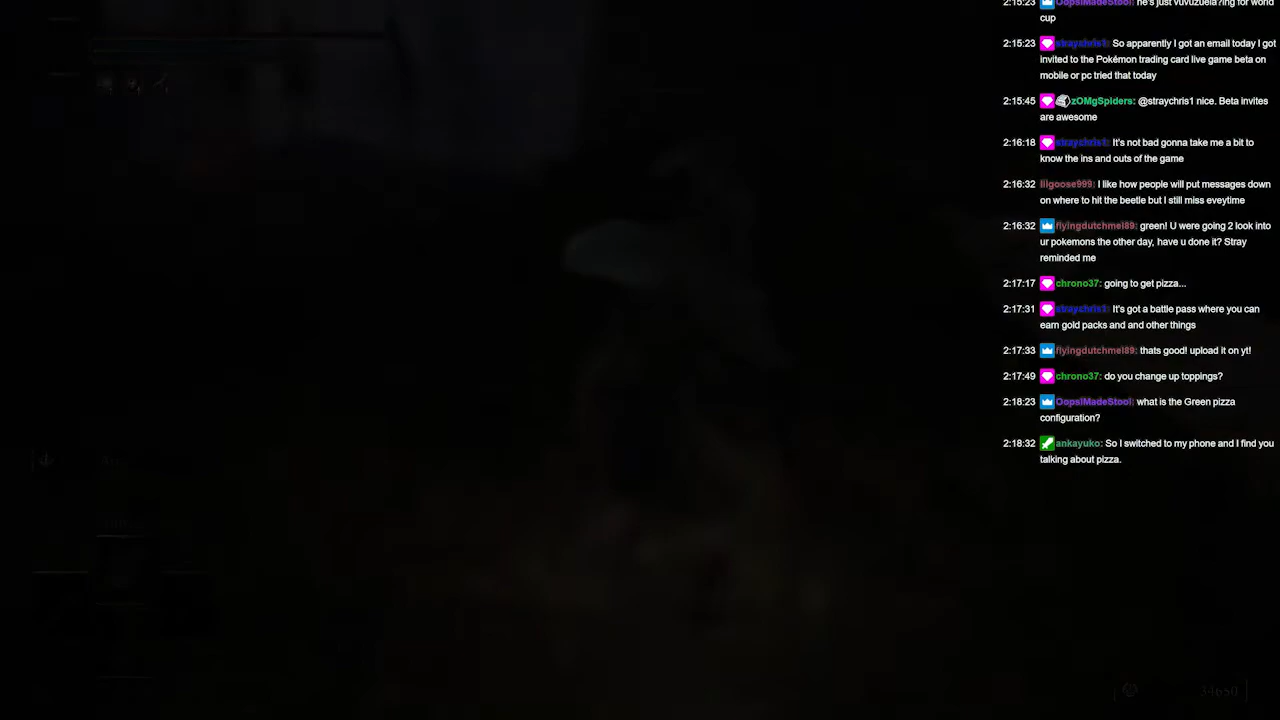 2:15:23 OopsIMadeStool: he's just vuvuzuela?ing for world
cup
2:15:23 straychris1: So apparently I got an email today I got
invited to the Pokémon trading card live game beta on
mobile or pc tried that today
2:15:45 zOMgSpiders: @straychris1 nice. Beta invites
are awesome
2:16:18 straychris1: It's not bad gonna take me a bit to
know the ins and outs of the game
2:16:32 lilgoose999: I like how people will put messages down
on where to hit the beetle but I still miss eveytime
2:16:32 flyingdutchmei89: green! U were going 2 look into
ur pokemons the other day, have u done it? Stray
reminded me
2:17:17 chrono37: going to get pizza...
2:17:31 straychris1: It's got a battle pass where you can
earn gold packs and and other things
2:17:33 flyingdutchmei89: thats good! upload it on yt!
2:17:49 chrono37: do you change up toppings?
2:18:23 OopsIMadeStool: what is the Green pizza
configuration?
2:18:32 ankayuko: So I switched to my phone and I find you
talking about pizza.
34650